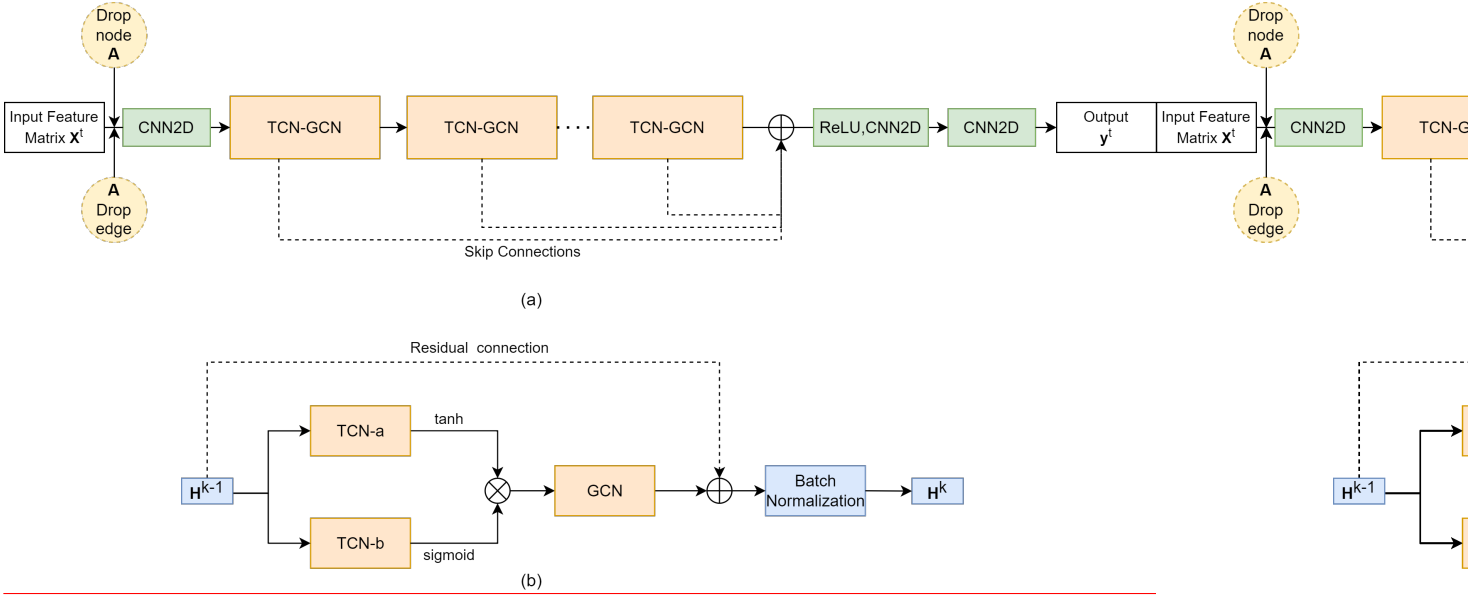 Drop
node
A
Input Feature
Matrix X^t
CNN2D
TCN-GCN
TCN-GCN
TCN-GCN
ReLU,CNN2D
CNN2D
Output
y^t
A
Drop
edge
Skip Connections
(a)
Drop
node
A
Input Feature
Matrix X^t
CNN2D
A
Drop
edge
Residual connection
H^k-1
TCN-a
tanh
TCN-b
sigmoid
GCN
Batch
Normalization
H^k
(b)
H^k-1